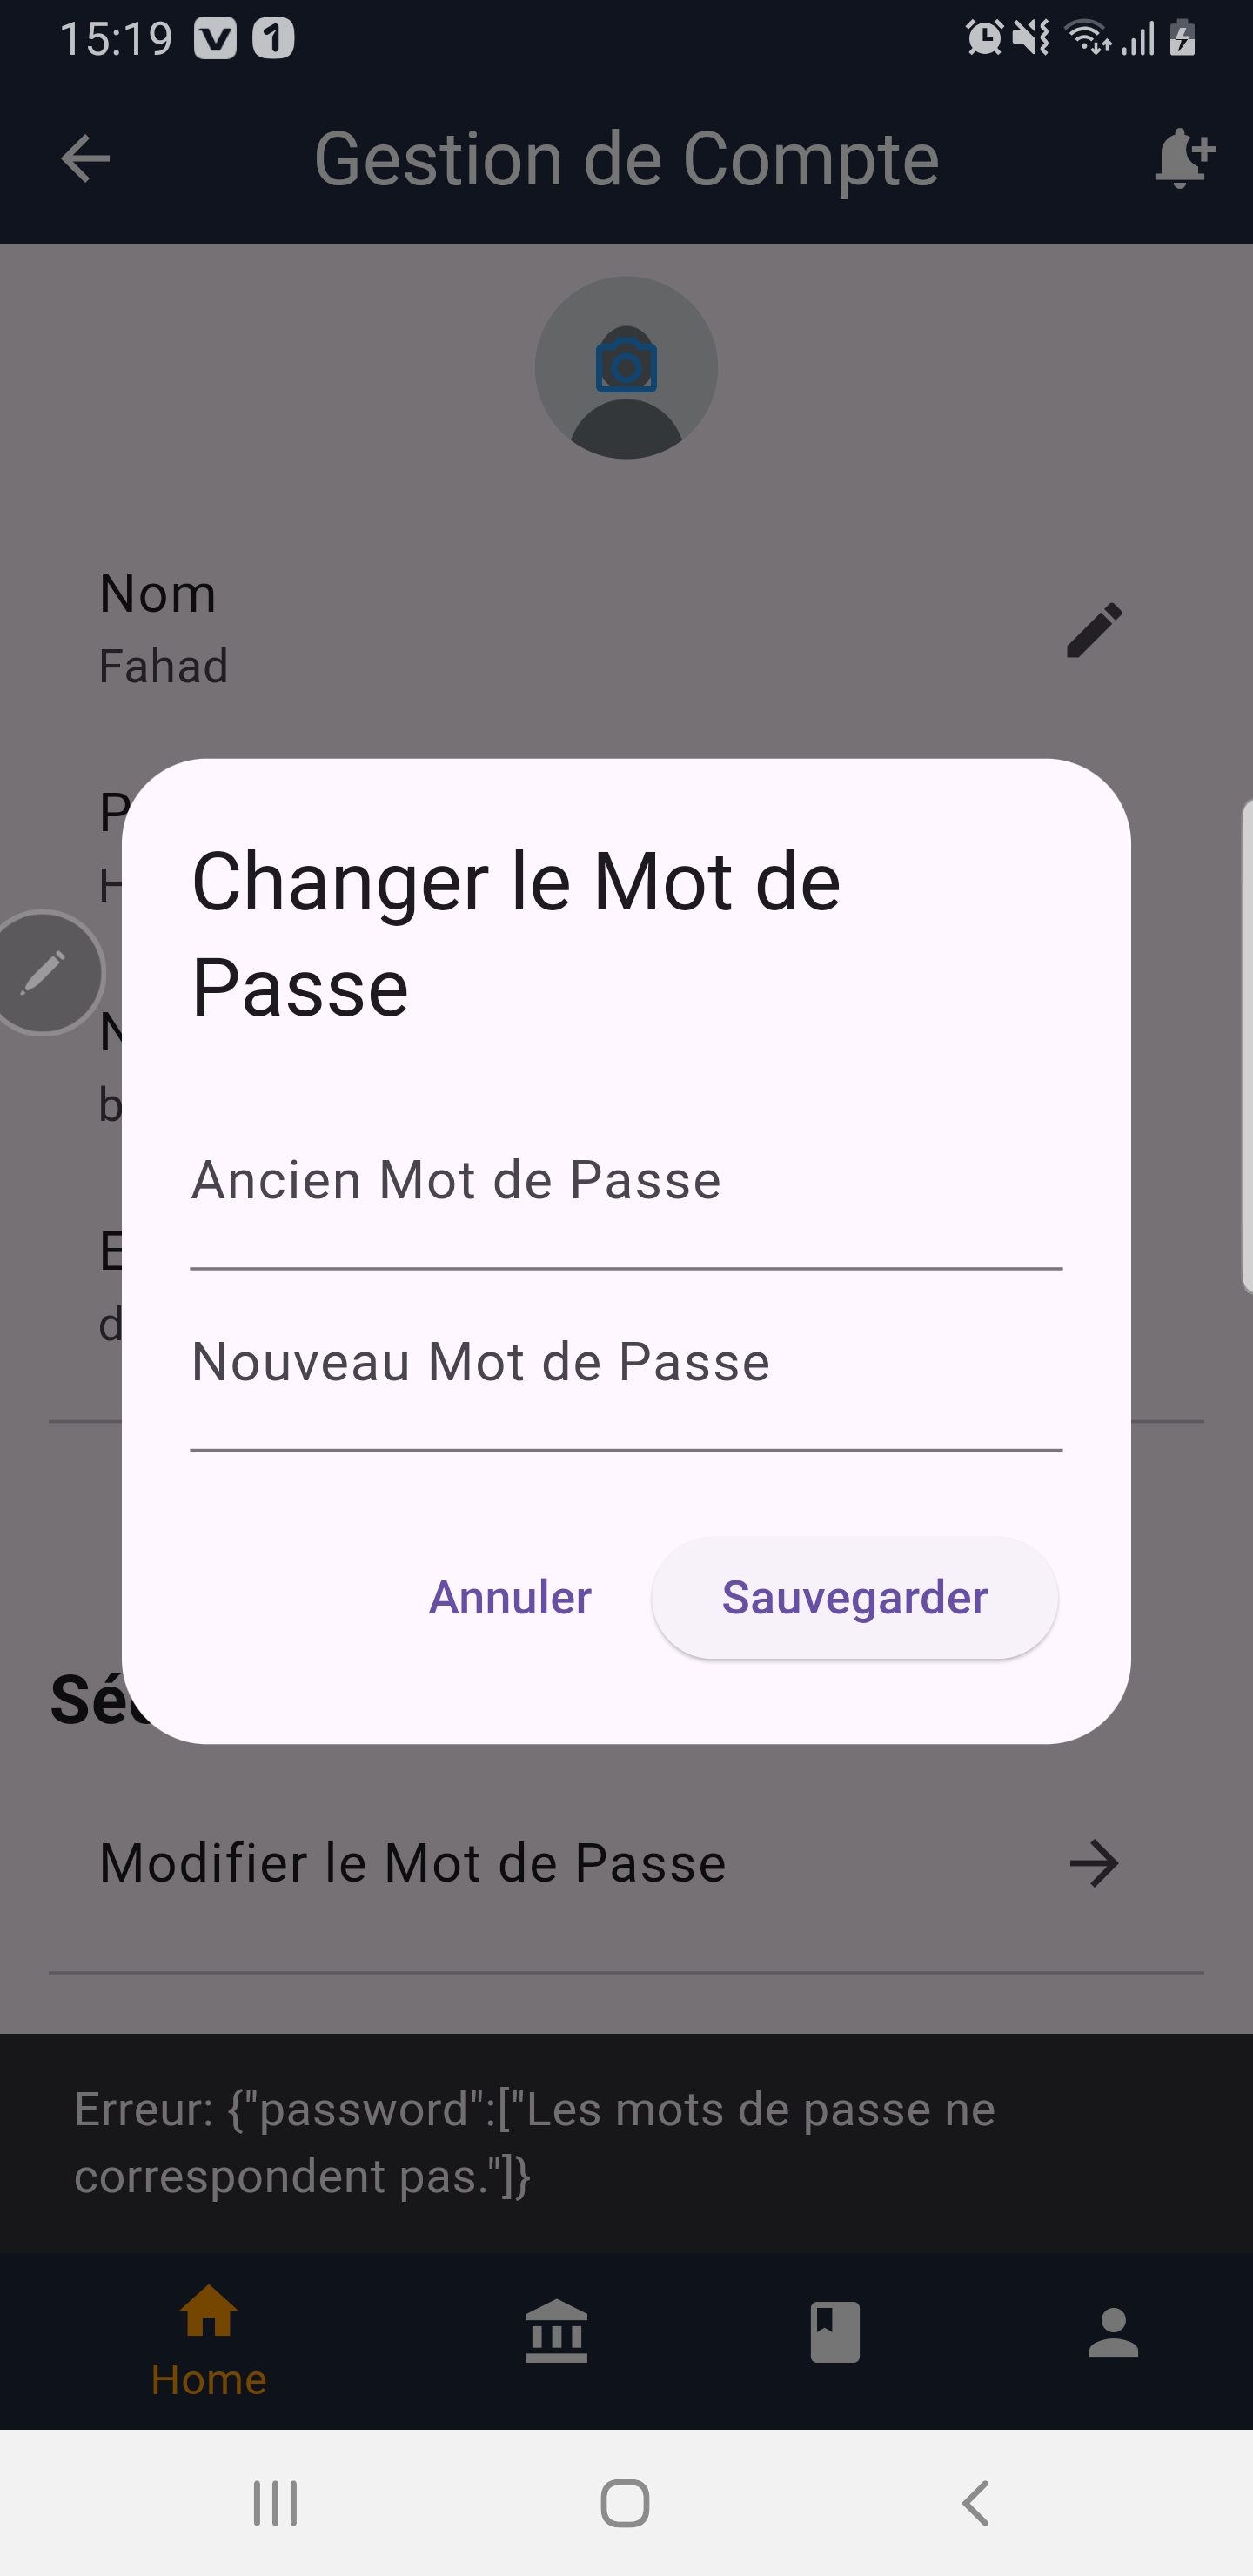 15:19
Gestion de Compte
Nom
Fahad
Changer le Mot de
Passe
Ancien Mot de Passe
Nouveau Mot de Passe
Annuler Sauvegarder
Modifier le Mot de Passe
Erreur: {"password":["Les mots de passe ne
correspondent pas."]}
Home